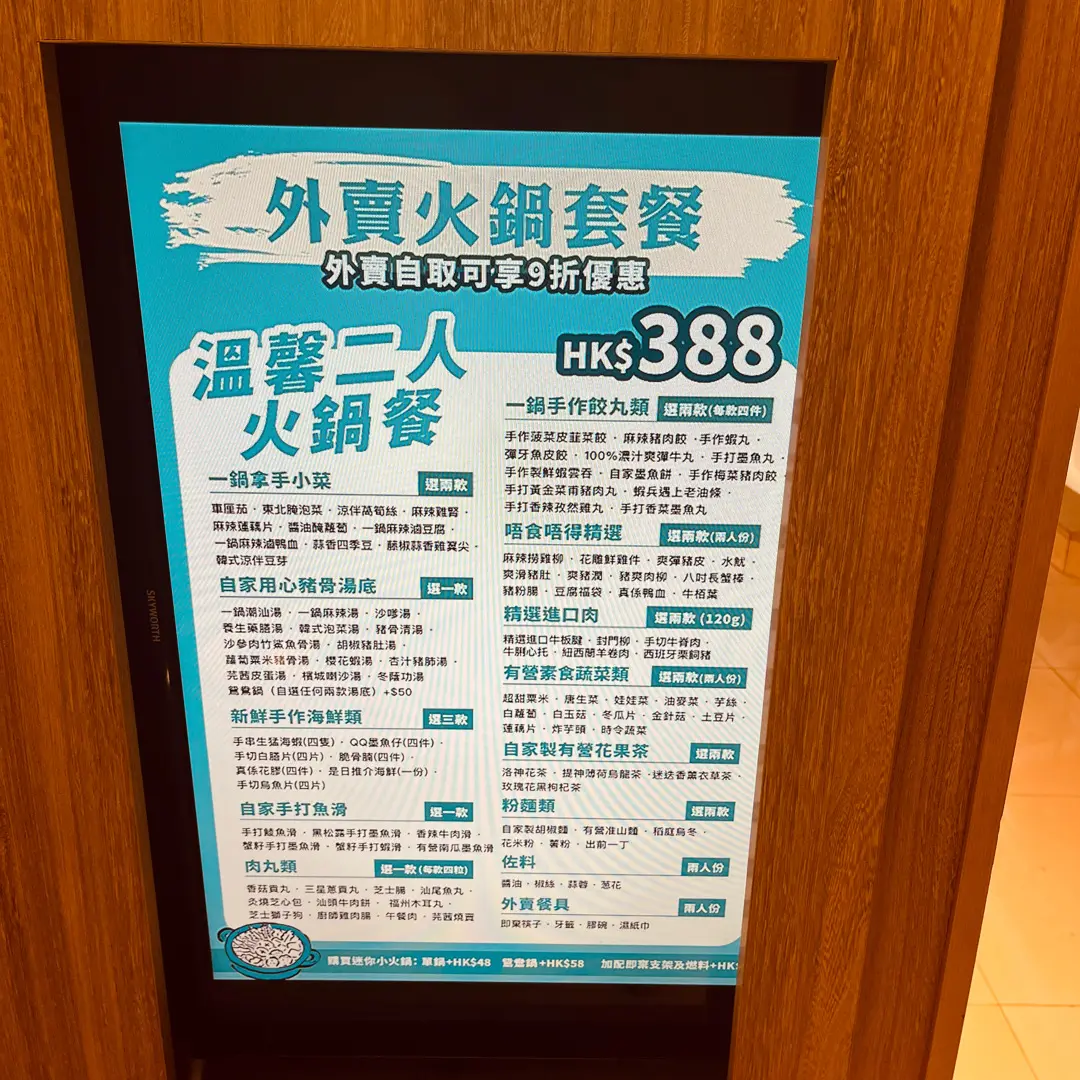 外賣火鍋套餐
外賣自取可享9折優惠
溫馨二人
火鍋餐
HK$388
一鍋拿手小菜 選兩款
車厘茄・東北腌泡菜・涼伴萵筍絲・麻辣雞腎・
麻辣蓮藕片・醬油醃蘿蔔・一鍋麻辣滷豆腐・
一鍋麻辣滷鴨血・蒜香四季豆・藤椒蒜香雞翼尖・
韓式涼伴豆芽
自家用心豬骨湯底 選一款
一鍋潮汕湯・一鍋麻辣湯・沙嗲湯・
養生藥膳湯・韓式泡菜湯・豬骨清湯・
沙參肉竹鯊魚骨湯・胡椒豬肚湯・
蘿蔔粟米豬骨湯・櫻花蝦湯・杏汁豬肺湯・
芫茜皮蛋湯・檳城喇沙湯・冬蔭功湯
鴛鴦鍋（自選任何兩款湯底）+$50
新鮮手作海鮮類 選三款
手串生猛海蝦(四隻)・QQ墨魚仔(四件)・
手切白膳片(四片)・脆骨腩(四件)・
真係花膠(四件)・是日推介海鮮(一份)・
手切烏魚片(四片)
自家手打魚滑 選一款
手打鯪魚滑・黑松露手打墨魚滑・香辣牛肉滑・
蟹籽手打墨魚滑・蟹籽手打蝦滑・有營南瓜墨魚滑
肉丸類 選一款(每款四粒)
香菇貢丸・三星蔥貢丸・芝士腸・汕尾魚丸・
灸燒芝心包・汕頭牛肉餅・福州木耳丸・
芝士獅子狗・廚師雞肉腸・午餐肉・芫茜燒賣
一鍋手作餃丸類 選兩款(每款四件)
手作菠菜皮韮菜餃・麻辣豬肉餃・手作蝦丸・
彈牙魚皮餃・100%濃汁爽彈牛丸・手打墨魚丸・
手作製鮮蝦雲吞・自家墨魚餅・手作梅菜豬肉餃
手打黃金菜甫豬肉丸・蝦兵遇上老油條・
手打香辣孜然雞丸・手打香菜墨魚丸
唔食唔得精選 選兩款(兩人份)
麻辣撈雞柳・花雕鮮雞件・爽彈豬皮・水魷・
爽滑豬肚・爽豬潤・豬爽肉柳・八吋長蟹棒・
豬粉腸・豆腐福袋・真係鴨血・牛栢葉
精選進口肉 選兩款 (120g)
精選進口牛板腱・封門柳・手切牛脊肉・
牛䏲心托・紐西蘭羊卷肉・西班牙栗飼豬
有營素食蔬菜類 選兩款(兩人份)
超甜粟米・唐生菜・娃娃菜・油麥菜・芋絲・
白蘿蔔・白玉菇・冬瓜片・金針菇・土豆片・
蓮藕片・炸芋頭・時令蔬菜
自家製有營花果茶 選兩款
洛神花茶・提神薄荷烏龍茶・迷迭香薰衣草茶・
玫瑰花黑枸杞茶
粉麵類 選兩款
自家製胡椒麵・有營准山麵・稻庭烏冬・
花米粉・薯粉・出前一丁
佐料 兩人份
醬油・椒絲・蒜蓉・葱花
外賣餐具 兩人份
即棄筷子・牙籤・膠碗・濕紙巾
購買迷你小火鍋：單鍋+HK$48 鴛鴦鍋+HK$58 加配即棄支架及燃料+HK$
SKYWORTH